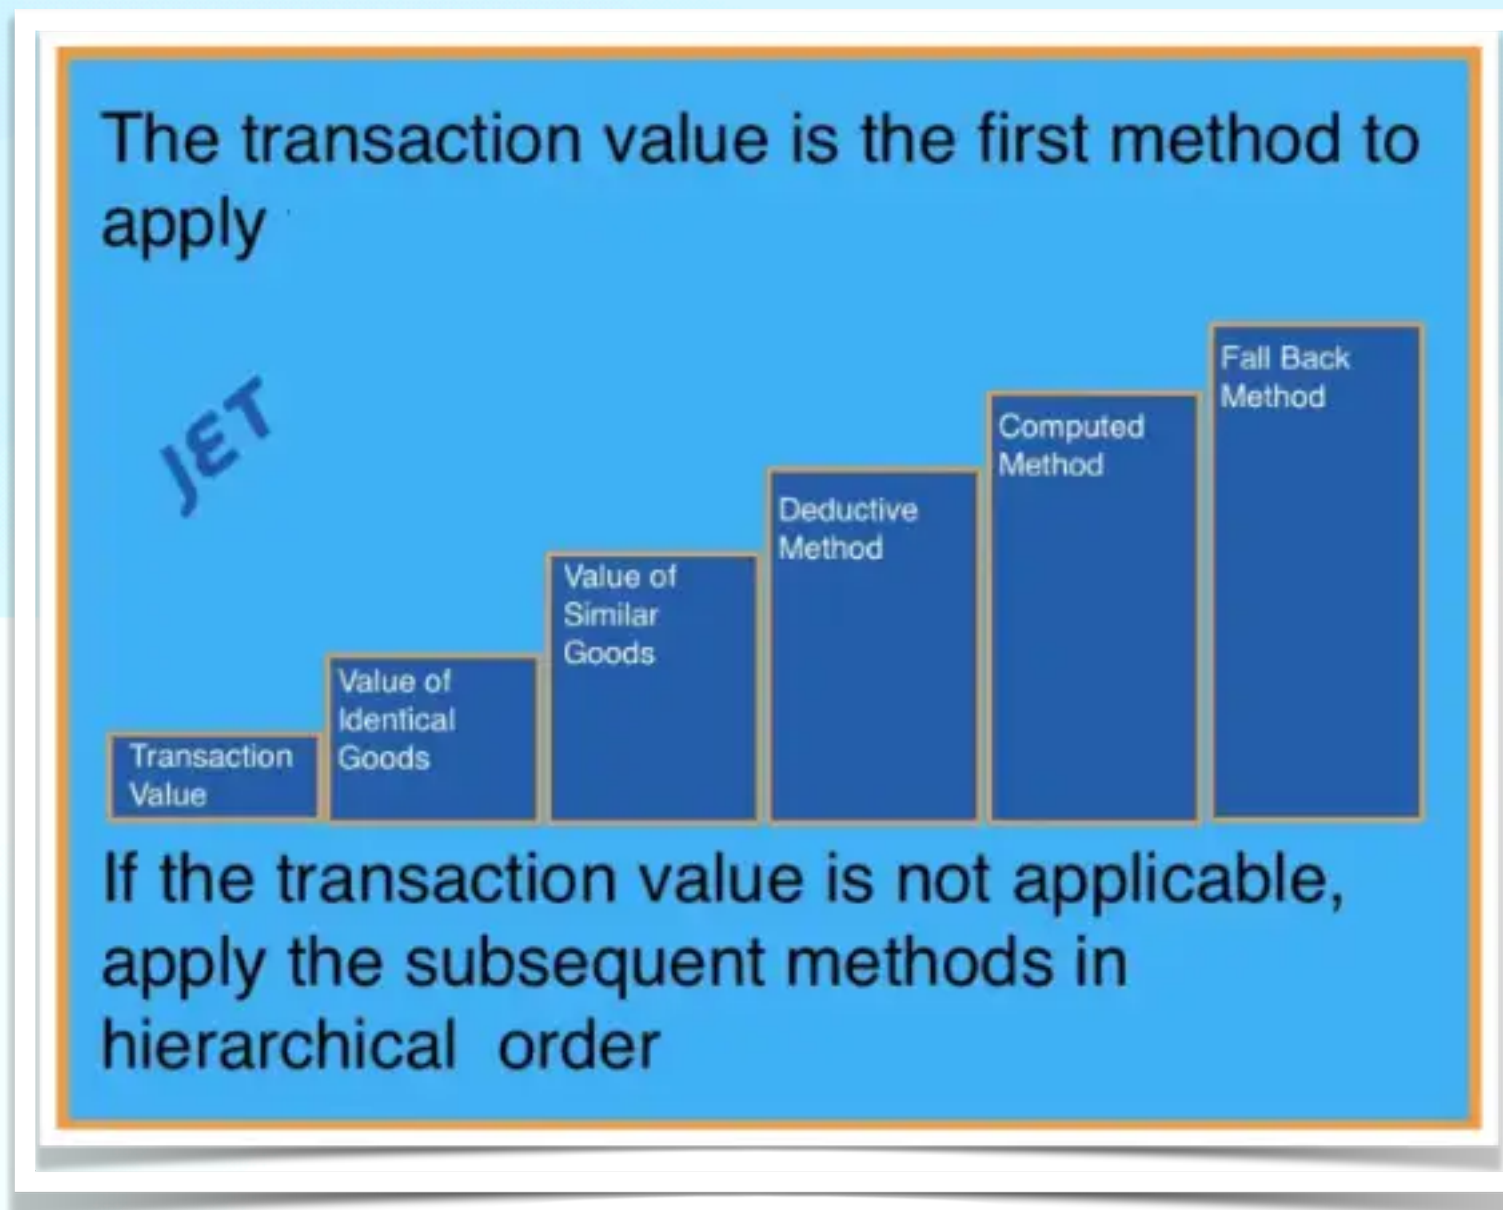 The transaction value is the first method to
apply
JET
Transaction
Value
Value of
Identical
Goods
Value of
Similar
Goods
Deductive
Method
Computed
Method
Fall Back
Method
If the transaction value is not applicable,
apply the subsequent methods in
hierarchical order